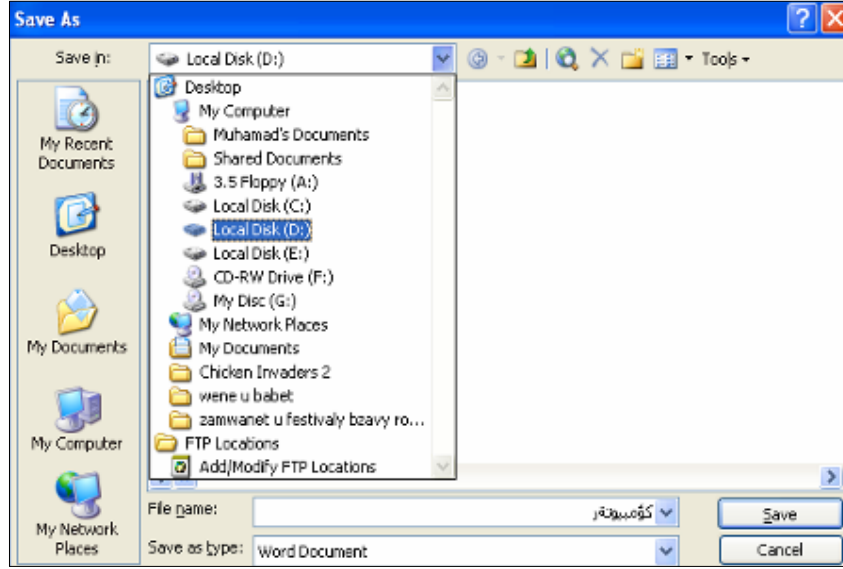 Save As
Save in:
Local Disk (D:)
Tools
Desktop
My Computer
Muhamad's Documents
Shared Documents
3.5 Floppy (A:)
Local Disk (C:)
Local Disk (D:)
Local Disk (E:)
CD-RW Drive (F:)
My Disc (G:)
My Network Places
My Documents
Chicken Invaders 2
wene u babet
zamwanet u festivaly bzavy ro...
FTP Locations
Add/Modify FTP Locations
My Recent
Documents
Desktop
My Documents
My Computer
My Network
Places
File name:
كؤمبيوتةر
Save
Save as type:
Word Document
Cancel